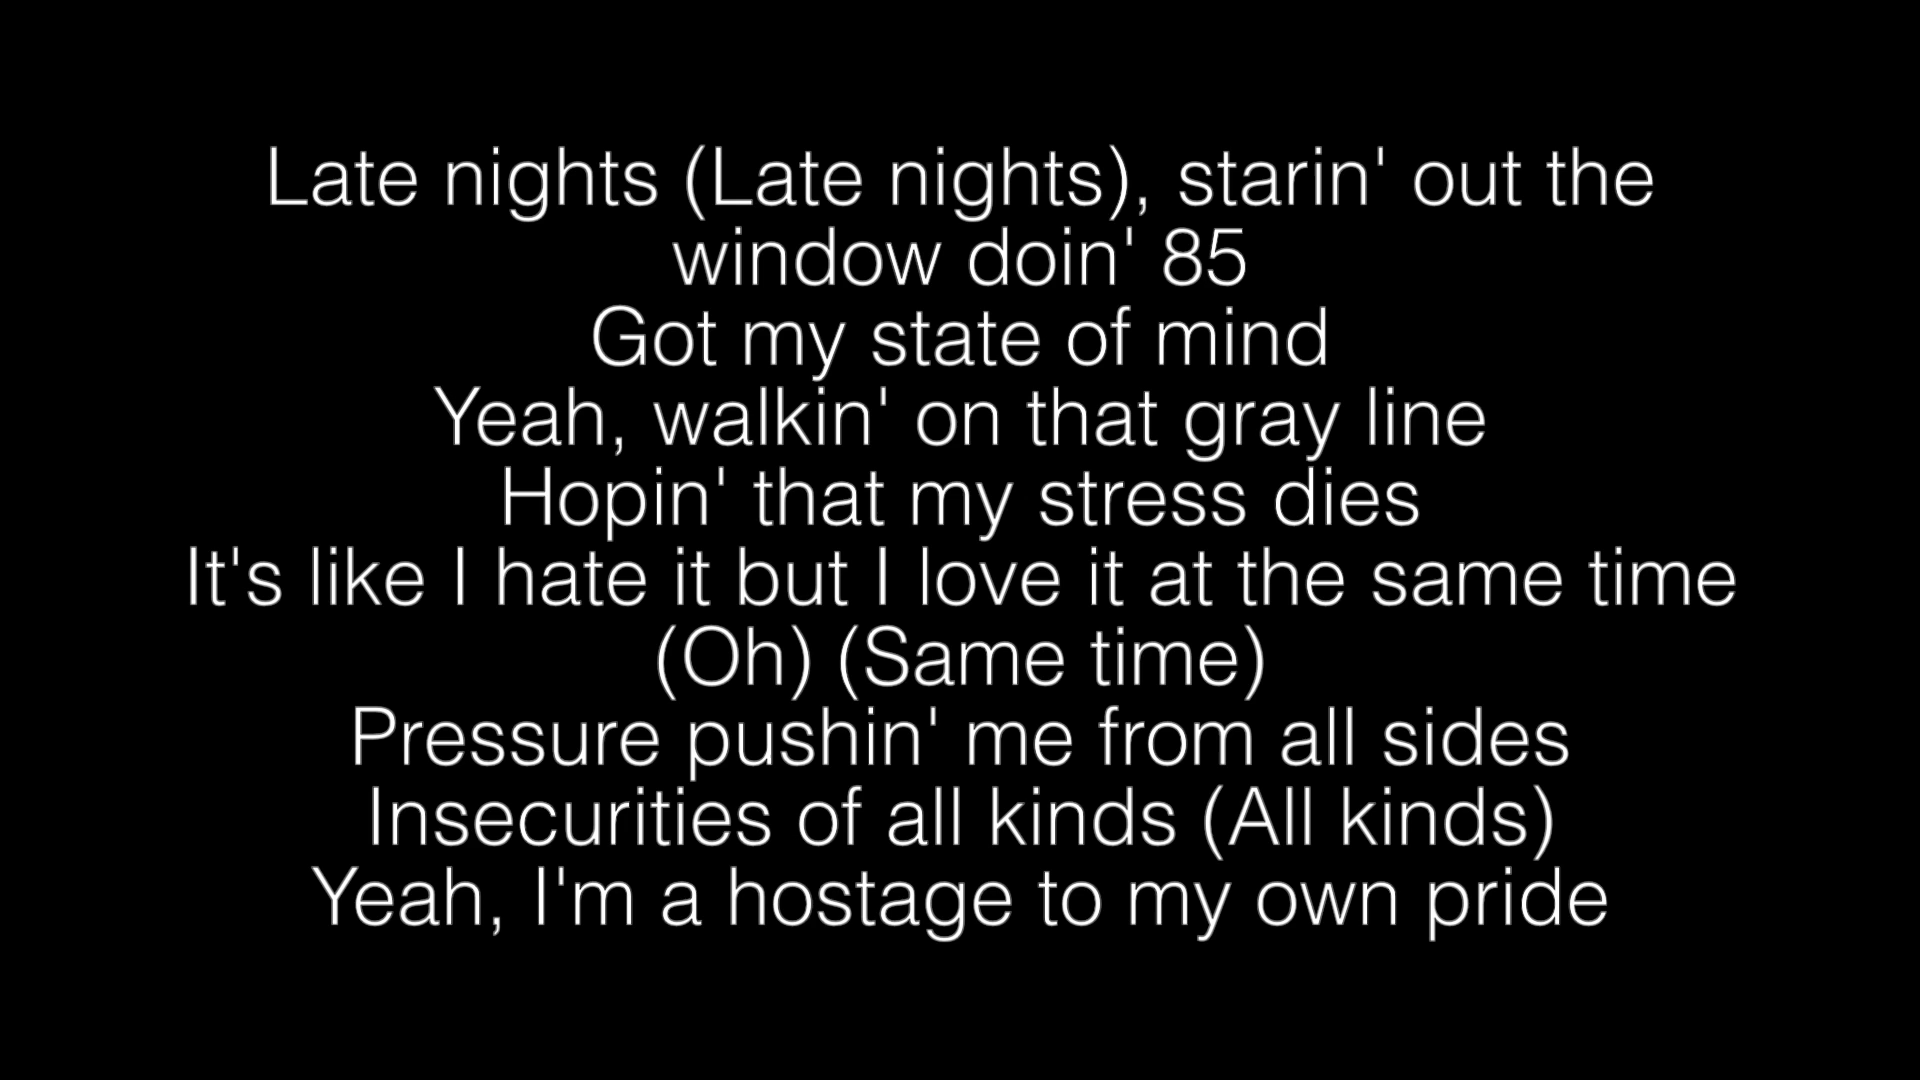 Late nights (Late nights), starin' out the
window doin' 85
Got my state of mind
Yeah, walkin' on that gray line
Hopin' that my stress dies
It's like I hate it but I love it at the same time
(Oh) (Same time)
Pressure pushin' me from all sides
Insecurities of all kinds (All kinds)
Yeah, I'm a hostage to my own pride